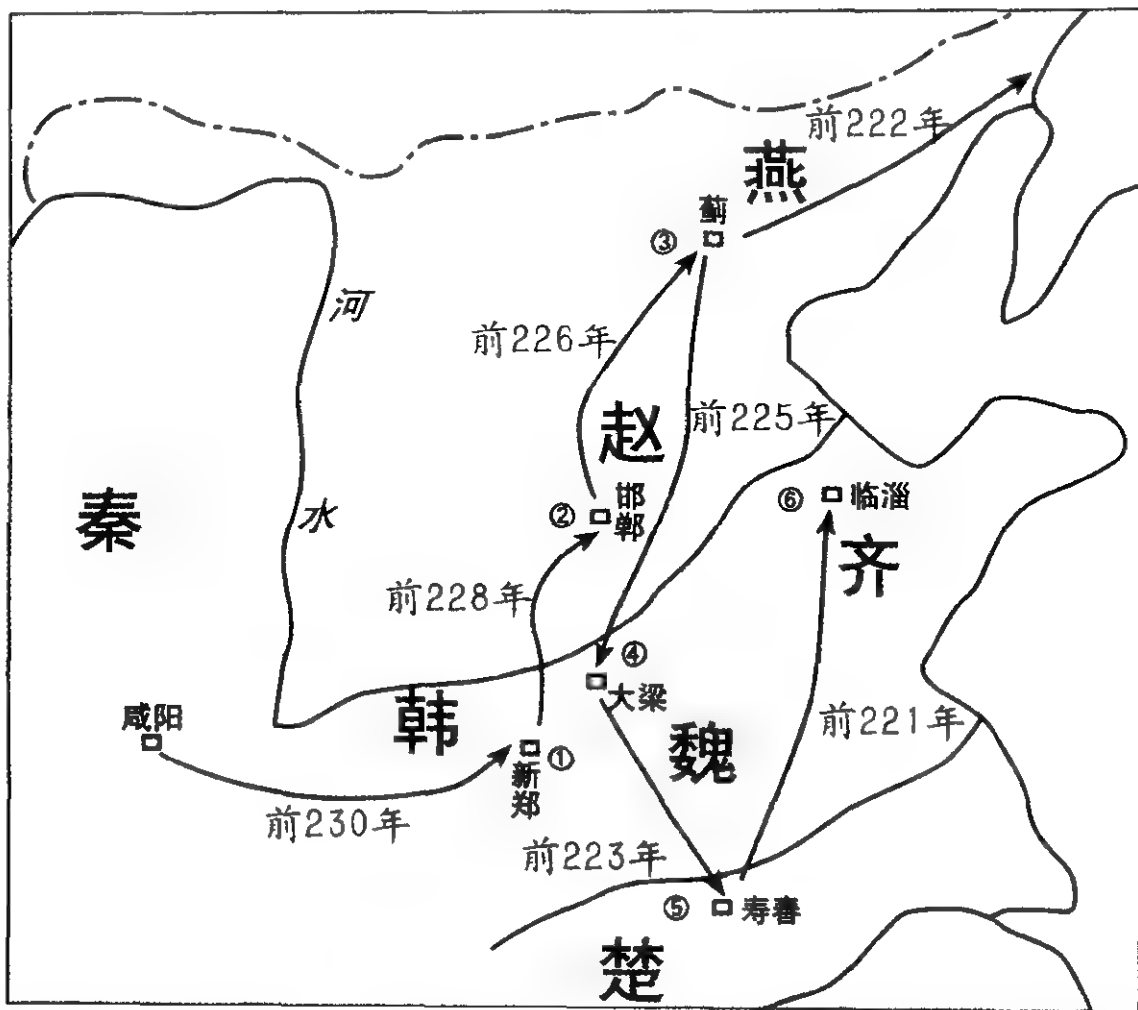 前222年
燕
蓟
③
河
前226年
前225年
赵
秦
水
邯
郸
②
⑥
临淄
齐
前228年
④
大梁
韩
咸阳
①
新
郑
魏
前221年
前230年
前223年
⑤
寿春
楚